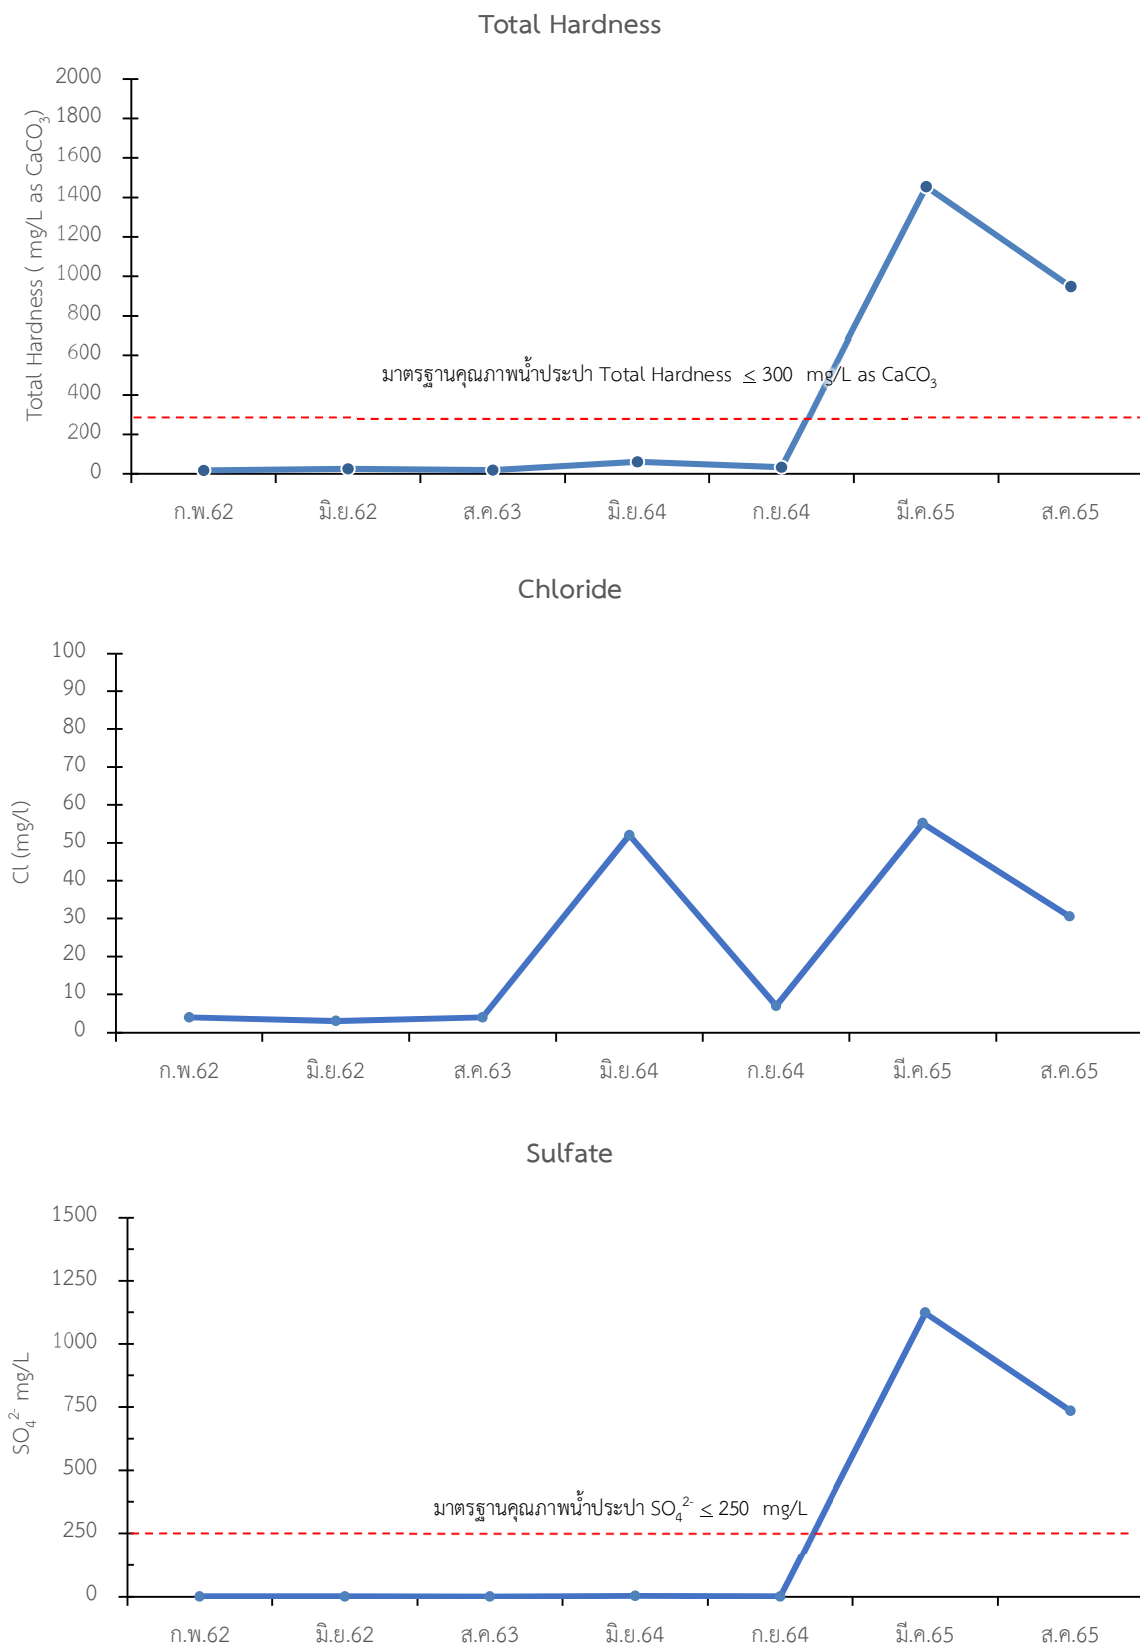 Total Hardness
Total Hardness ( mg/L as CaCO₃)
2000
1800
1600
1400
1200
1000
800
600
400
200
0
มาตรฐานคุณภาพน้ำประปา Total Hardness ≤ 300 mg/L as CaCO₃
ก.พ.62 มิ.ย.62 ส.ค.63 มิ.ย.64 ก.ย.64 มี.ค.65 ส.ค.65
Chloride
Cl (mg/l)
100
90
80
70
60
50
40
30
20
10
0
ก.พ.62 มิ.ย.62 ส.ค.63 มิ.ย.64 ก.ย.64 มี.ค.65 ส.ค.65
Sulfate
SO₄²⁻ mg/L
1500
1250
1000
750
500
250
0
มาตรฐานคุณภาพน้ำประปา SO₄²⁻ ≤ 250 mg/L
ก.พ.62 มิ.ย.62 ส.ค.63 มิ.ย.64 ก.ย.64 มี.ค.65 ส.ค.65